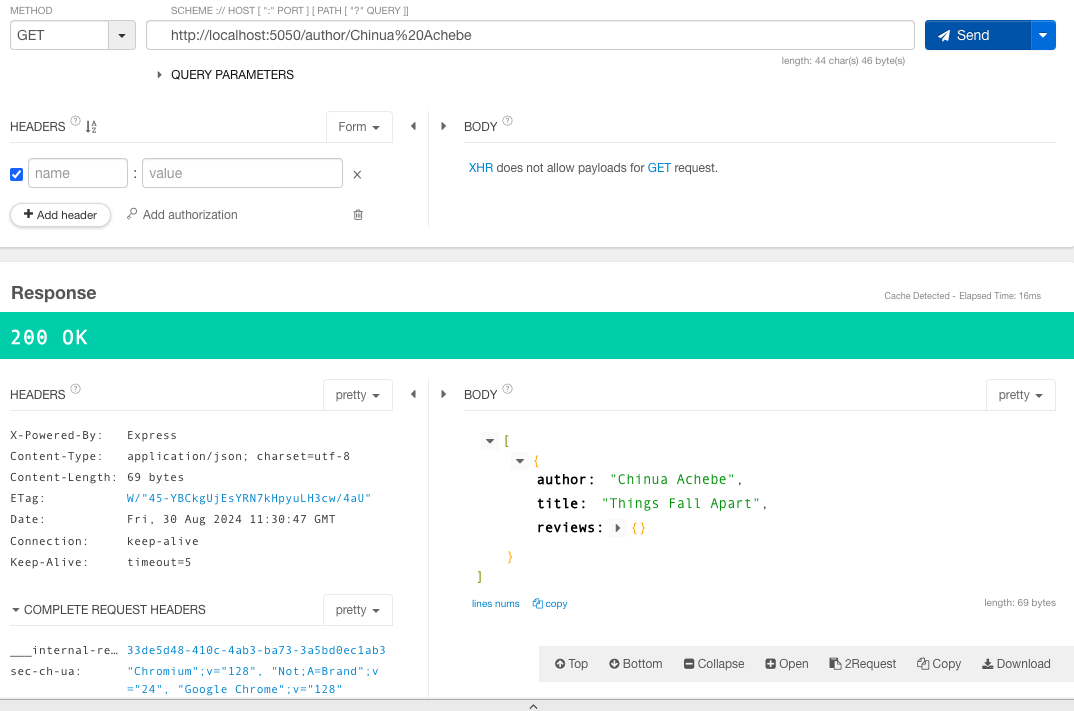 METHOD
SCHEME :// HOST [ ":" PORT ] [ PATH [ "?" QUERY ]]
GET
http://localhost:5050/author/Chinua%20Achebe
Send
length: 44 char(s) 46 byte(s)
QUERY PARAMETERS
HEADERS ? Form
BODY ?
name : value
XHR does not allow payloads for GET request.
Add header
Add authorization
Response
Cache Detected - Elapsed Time: 16ms
200 OK
HEADERS ? pretty
X-Powered-By: Express
Content-Type: application/json; charset=utf-8
Content-Length: 69 bytes
ETag: W/"45-YBCkgUjEsYRN7kHpyuLH3cw/4aU"
Date: Fri, 30 Aug 2024 11:30:47 GMT
Connection: keep-alive
Keep-Alive: timeout=5
COMPLETE REQUEST HEADERS pretty
___internal-re… 33de5d48-410c-4ab3-ba73-3a5bd0ec1ab3
sec-ch-ua: "Chromium";v="128", "Not;A=Brand";v
="24", "Google Chrome";v="128"
BODY ? pretty
[
{
author: "Chinua Achebe",
title: "Things Fall Apart",
reviews: {}
}
]
lines nums copy
length: 69 bytes
Top Bottom Collapse Open 2Request Copy Download